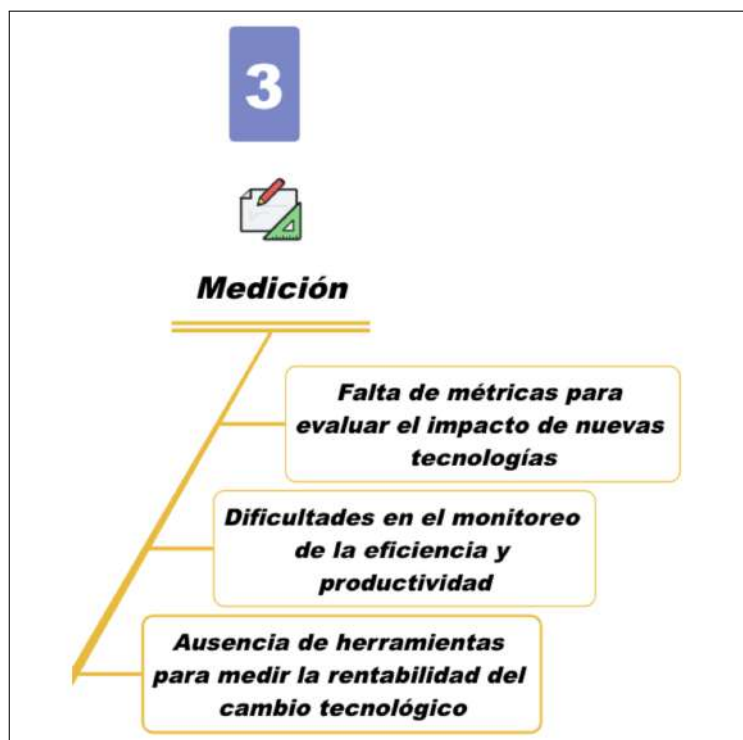 3
Medición
Falta de métricas para
evaluar el impacto de nuevas
tecnologías
Dificultades en el monitoreo
de la eficiencia y
productividad
Ausencia de herramientas
para medir la rentabilidad del
cambio tecnológico